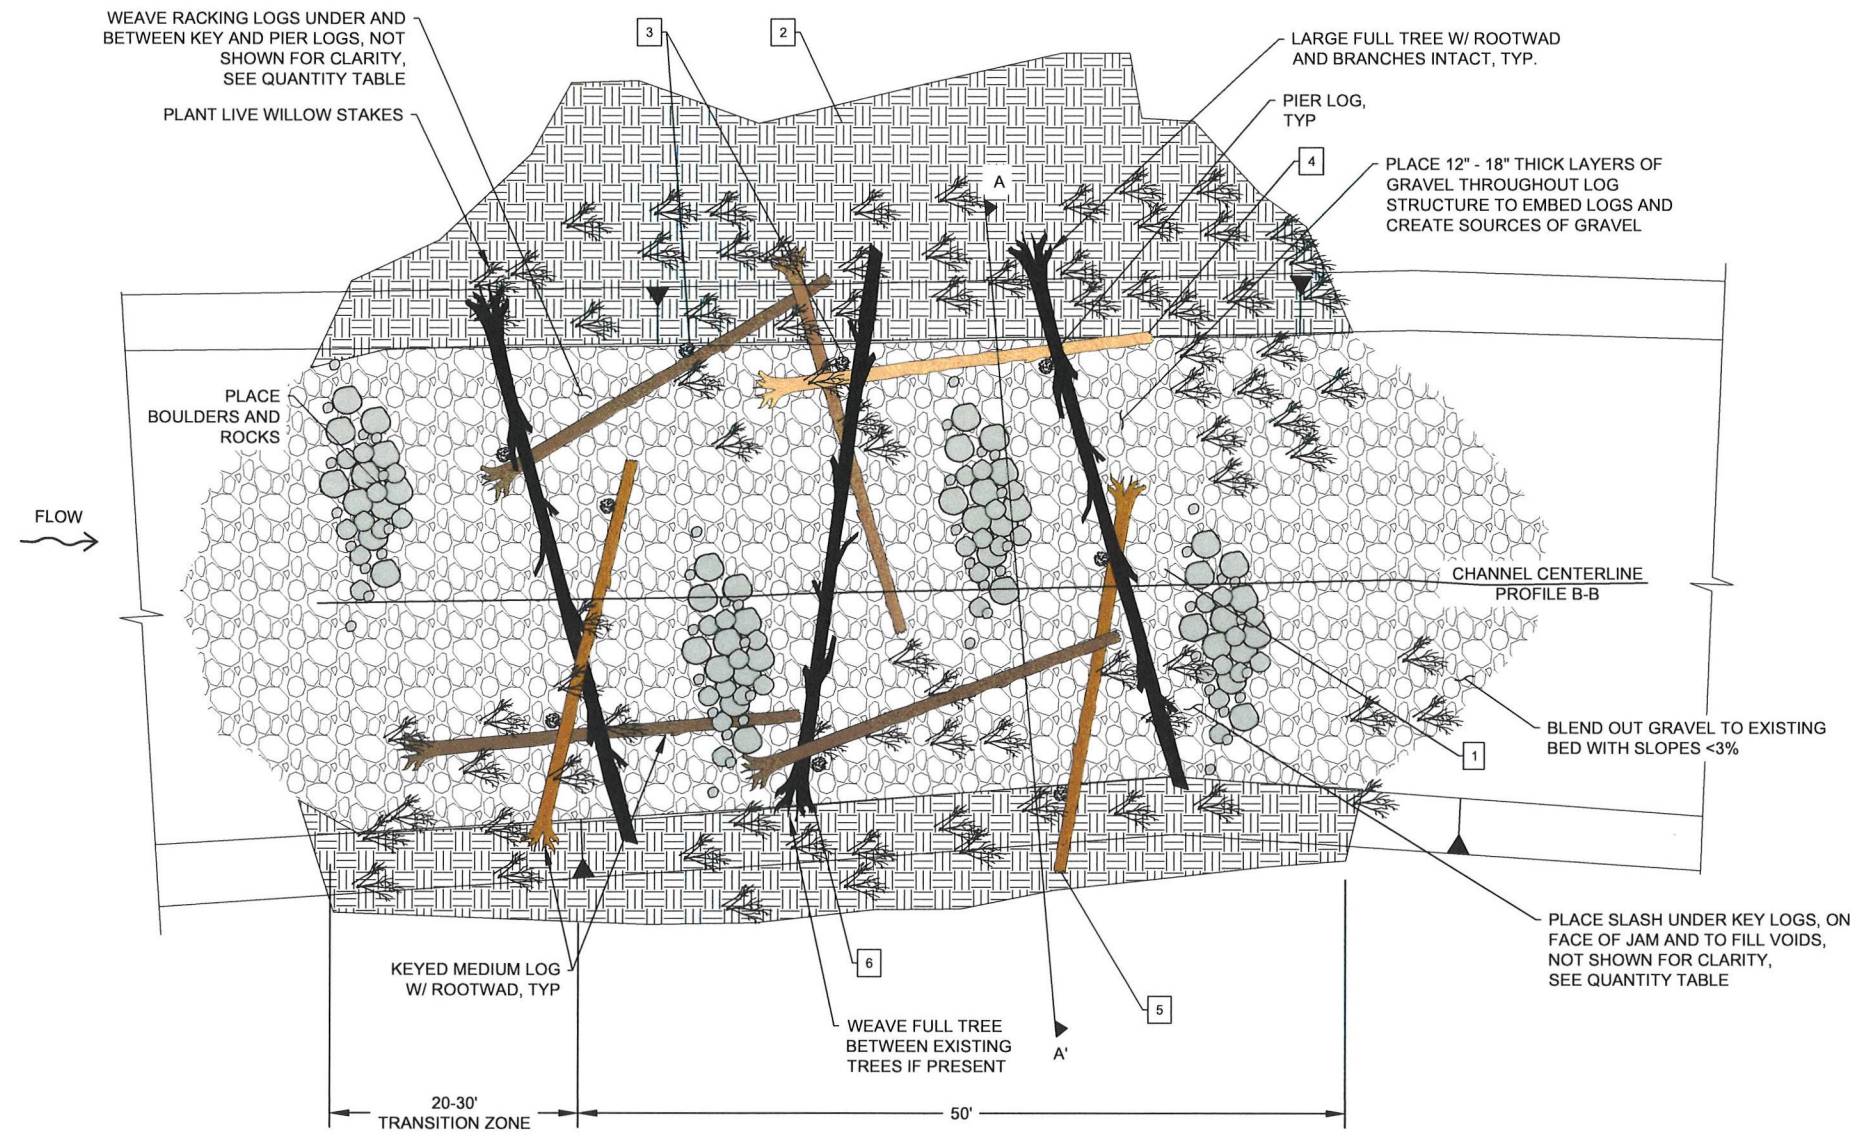 WEAVE RACKING LOGS UNDER AND
BETWEEN KEY AND PIER LOGS, NOT
SHOWN FOR CLARITY,
SEE QUANTITY TABLE
PLANT LIVE WILLOW STAKES
3
2
LARGE FULL TREE W/ ROOTWAD
AND BRANCHES INTACT, TYP.
PIER LOG,
TYP
4
PLACE 12" - 18" THICK LAYERS OF
GRAVEL THROUGHOUT LOG
STRUCTURE TO EMBED LOGS AND
CREATE SOURCES OF GRAVEL
A
PLACE
BOULDERS AND
ROCKS
FLOW
CHANNEL CENTERLINE
PROFILE B-B
BLEND OUT GRAVEL TO EXISTING
BED WITH SLOPES <3%
1
PLACE SLASH UNDER KEY LOGS, ON
FACE OF JAM AND TO FILL VOIDS,
NOT SHOWN FOR CLARITY,
SEE QUANTITY TABLE
KEYED MEDIUM LOG
W/ ROOTWAD, TYP
6
5
WEAVE FULL TREE
BETWEEN EXISTING
TREES IF PRESENT
A'
20-30'
TRANSITION ZONE
50'